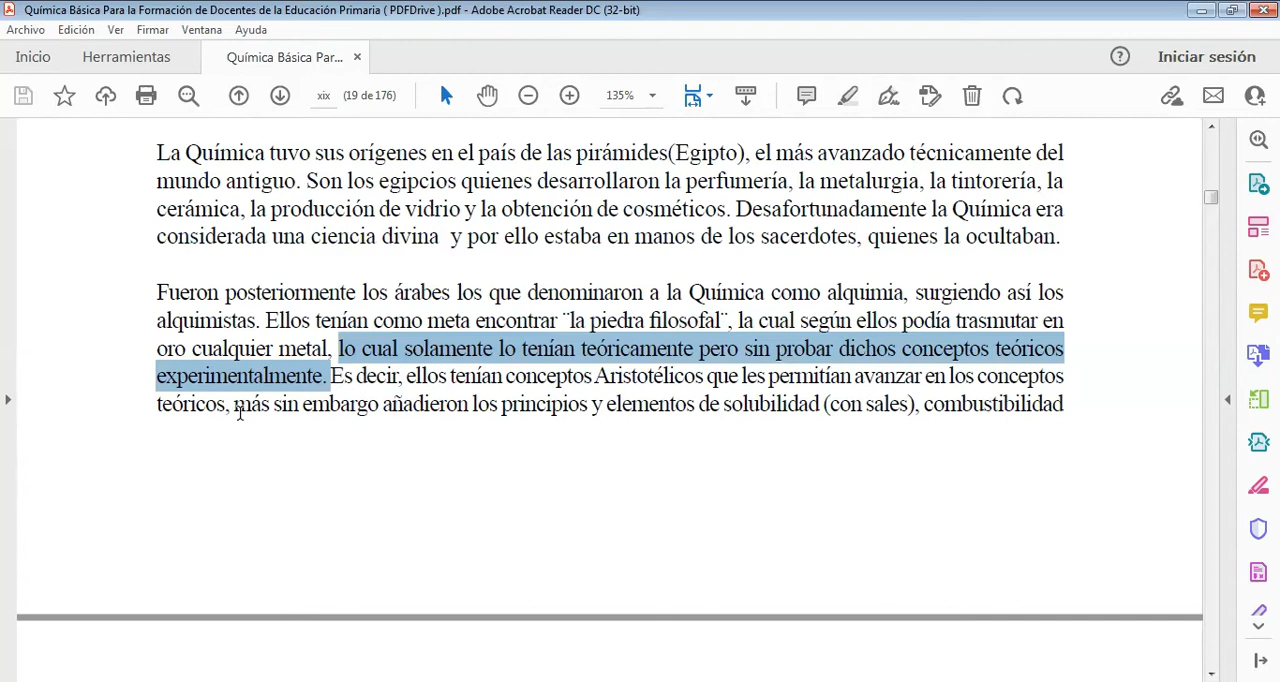 Química Básica Para la Formación de Docentes de la Educación Primaria ( PDFDrive ).pdf - Adobe Acrobat Reader DC (32-bit)
Archivo Edición Ver Firmar Ventana Ayuda
Inicio Herramientas Química Básica Par... × Iniciar sesión
xix (19 de 176) 135%
La Química tuvo sus orígenes en el país de las pirámides(Egipto), el más avanzado técnicamente del
mundo antiguo. Son los egipcios quienes desarrollaron la perfumería, la metalurgia, la tintorería, la
cerámica, la producción de vidrio y la obtención de cosméticos. Desafortunadamente la Química era
considerada una ciencia divina y por ello estaba en manos de los sacerdotes, quienes la ocultaban.
Fueron posteriormente los árabes los que denominaron a la Química como alquimia, surgiendo así los
alquimistas. Ellos tenían como meta encontrar ¨la piedra filosofal¨, la cual según ellos podía trasmutar en
oro cualquier metal, lo cual solamente lo tenían teóricamente pero sin probar dichos conceptos teóricos
experimentalmente. Es decir, ellos tenían conceptos Aristotélicos que les permitían avanzar en los conceptos
teóricos, más sin embargo añadieron los principios y elementos de solubilidad (con sales), combustibilidad